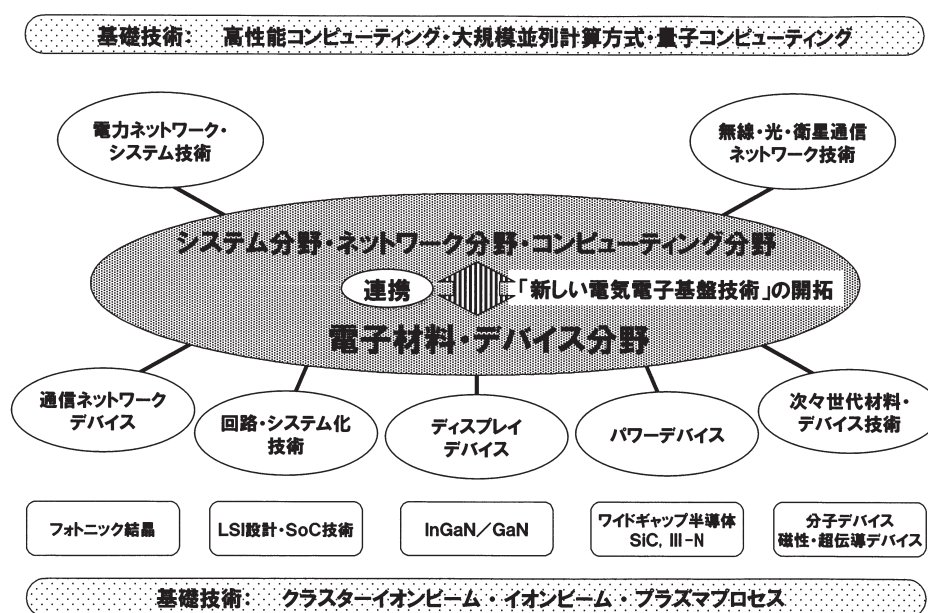 基礎技術： 高性能コンピューティング・大規模並列計算方式・量子コンピューティング
電力ネットワーク・
システム技術
無線・光・衛星通信
ネットワーク技術
システム分野・ネットワーク分野・コンピューティング分野
連携
「新しい電気電子基盤技術」の開拓
電子材料・デバイス分野
通信ネットワーク
デバイス
回路・システム化
技術
ディスプレイ
デバイス
パワーデバイス
次々世代材料・
デバイス技術
フォトニック結晶
LSI設計・SoC技術
InGaN／GaN
ワイドギャップ半導体
SiC, III-N
分子デバイス
磁性・超伝導デバイス
基礎技術： クラスターイオンビーム・イオンビーム・プラズマプロセス